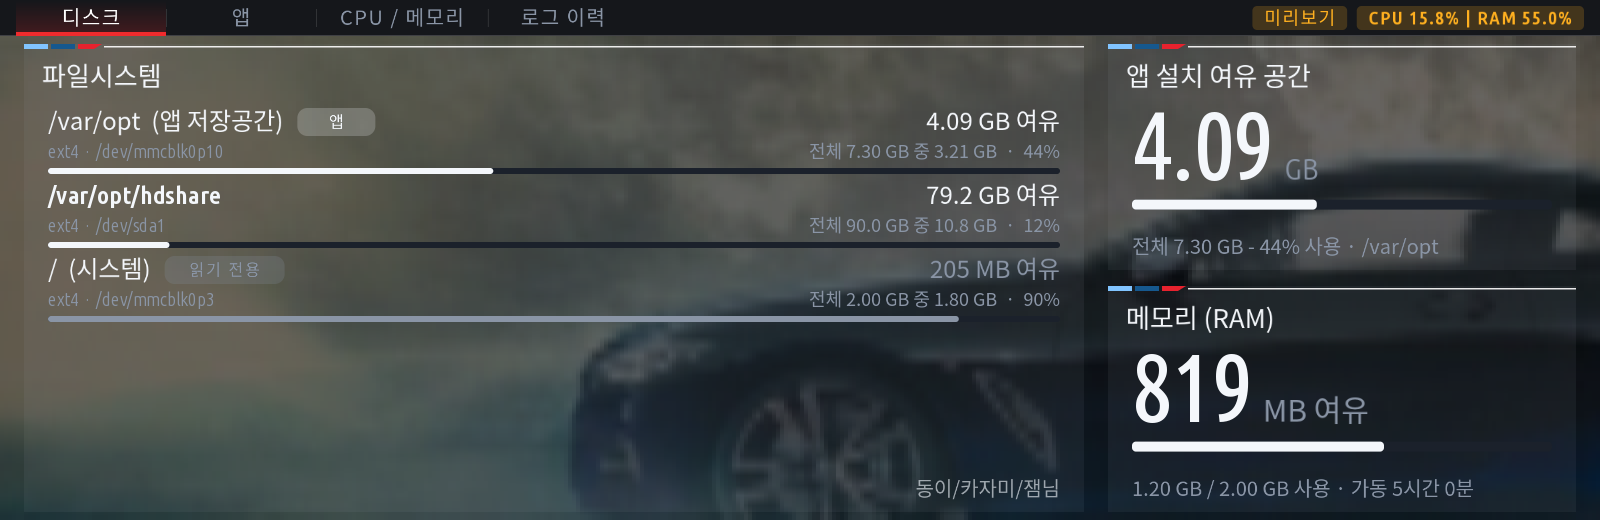 디스크
앱
CPU / 메모리
로그 이력
미리보기
CPU 15.8% | RAM 55.0%
파일시스템
/var/opt (앱 저장공간)
앱
4.09 GB 여유
ext4 · /dev/mmcblk0p10
전체 7.30 GB 중 3.21 GB · 44%
/var/opt/hdshare
79.2 GB 여유
ext4 · /dev/sda1
전체 90.0 GB 중 10.8 GB · 12%
/ (시스템)
읽기 전용
205 MB 여유
ext4 · /dev/mmcblk0p3
전체 2.00 GB 중 1.80 GB · 90%
동이/카자미/잼님
앱 설치 여유 공간
4.09 GB
전체 7.30 GB - 44% 사용 · /var/opt
메모리 (RAM)
819 MB 여유
1.20 GB / 2.00 GB 사용 · 가동 5시간 0분